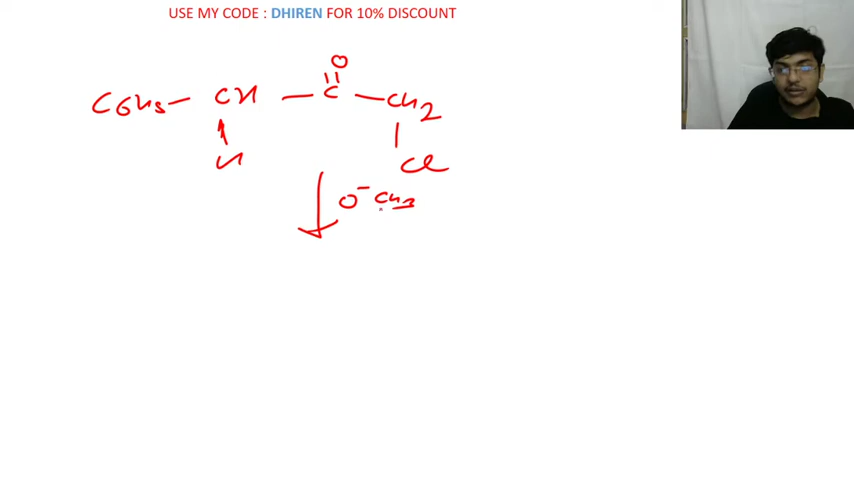 USE MY CODE : DHIREN FOR 10% DISCOUNT
O
C6H5 - CH - C - CH2
H Cl
O- CH3